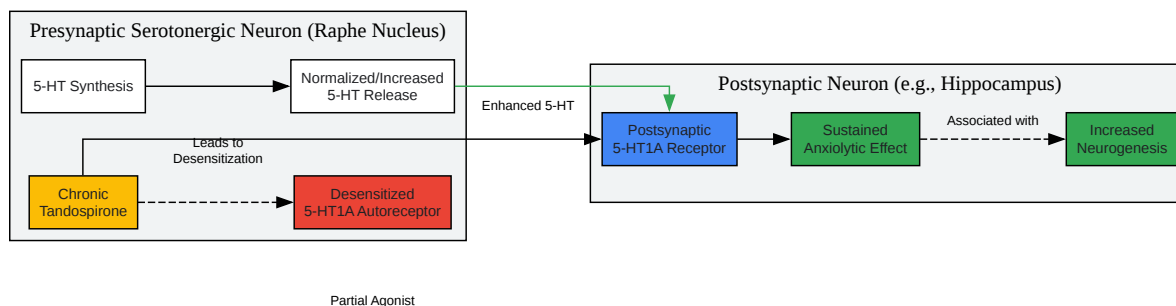 Presynaptic Serotonergic Neuron (Raphe Nucleus)
5-HT Synthesis
Normalized/Increased
5-HT Release
Enhanced 5-HT
Leads to
Desensitization
Chronic
Tandospirone
Desensitized
5-HT1A Autoreceptor
Postsynaptic Neuron (e.g., Hippocampus)
Postsynaptic
5-HT1A Receptor
Sustained
Anxiolytic Effect
Associated with
Increased
Neurogenesis
Partial Agonist